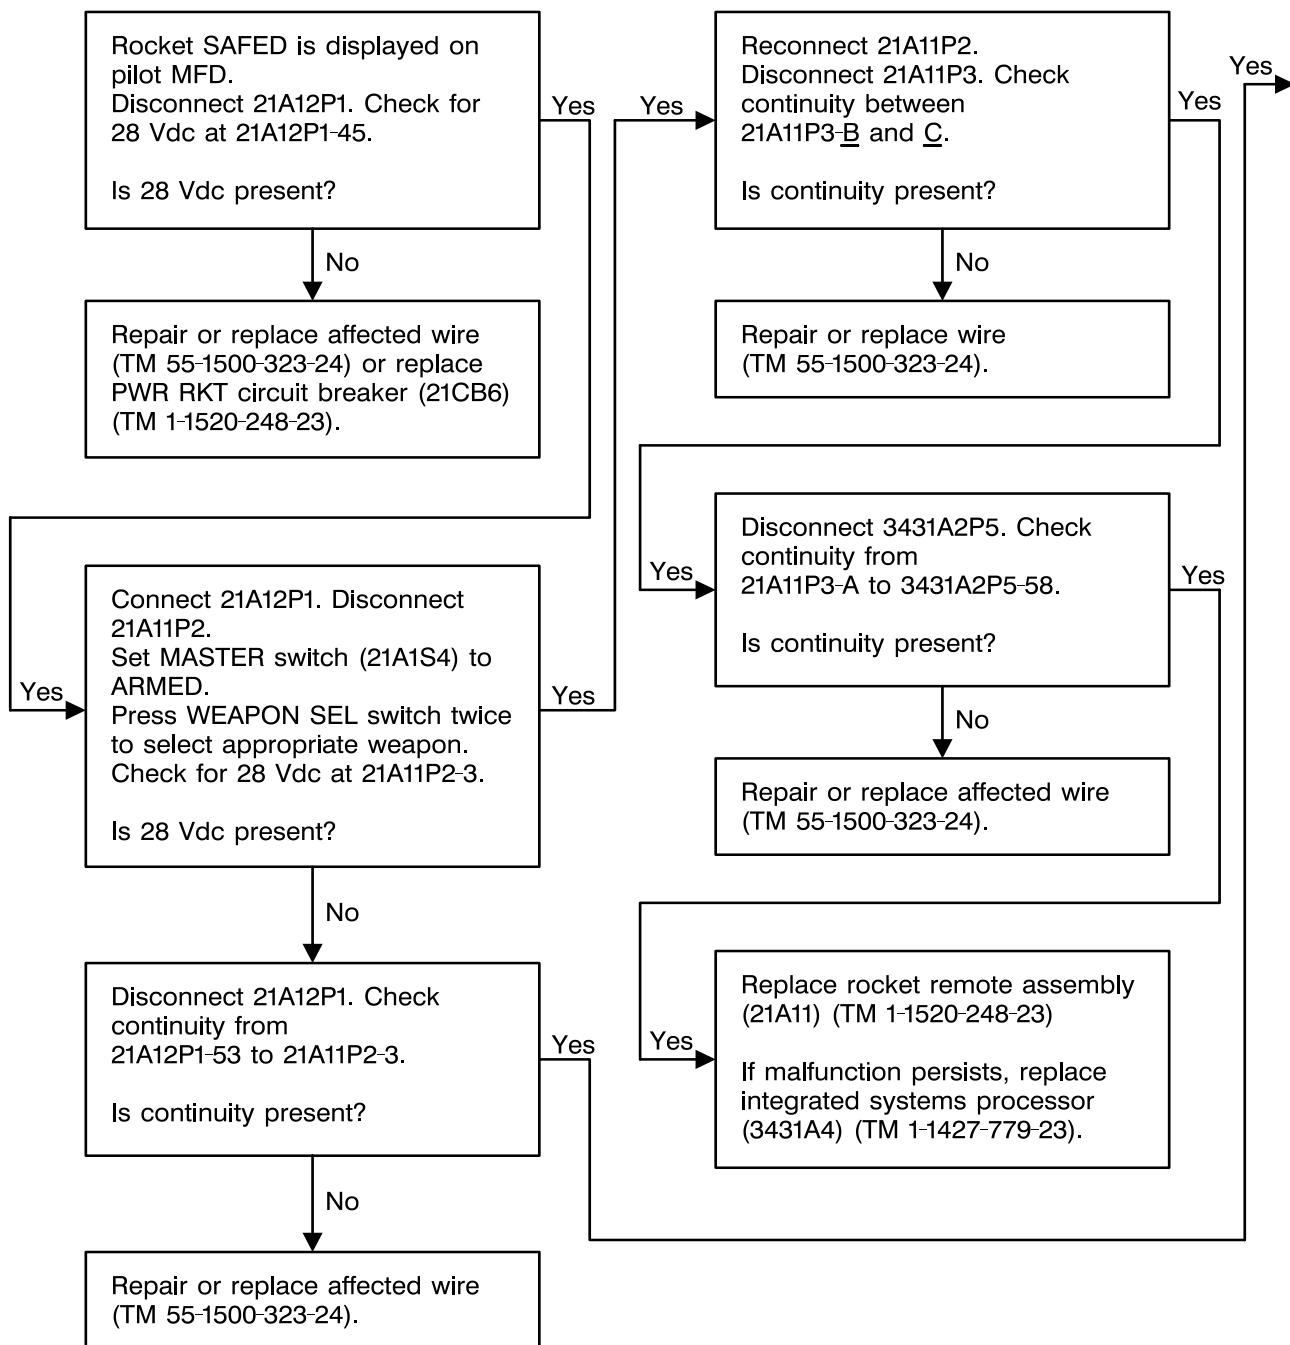 Rocket SAFED is displayed on
pilot MFD.
Disconnect 21A12P1. Check for
28 Vdc at 21A12P1-45.
Is 28 Vdc present?
Yes
No
Repair or replace affected wire
(TM 55-1500-323-24) or replace
PWR RKT circuit breaker (21CB6)
(TM 1-1520-248-23).
Yes
Connect 21A12P1. Disconnect
21A11P2.
Set MASTER switch (21A1S4) to
ARMED.
Press WEAPON SEL switch twice
to select appropriate weapon.
Check for 28 Vdc at 21A11P2-3.
Is 28 Vdc present?
Yes
No
Disconnect 21A12P1. Check
continuity from
21A12P1-53 to 21A11P2-3.
Is continuity present?
Yes
No
Repair or replace affected wire
(TM 55-1500-323-24).
Yes
Reconnect 21A11P2.
Disconnect 21A11P3. Check
continuity between
21A11P3-B and C.
Is continuity present?
Yes
No
Repair or replace wire
(TM 55-1500-323-24).
Yes
Disconnect 3431A2P5. Check
continuity from
21A11P3-A to 3431A2P5-58.
Is continuity present?
Yes
No
Repair or replace affected wire
(TM 55-1500-323-24).
Yes
Replace rocket remote assembly
(21A11) (TM 1-1520-248-23)
If malfunction persists, replace
integrated systems processor
(3431A4) (TM 1-1427-779-23).
Yes